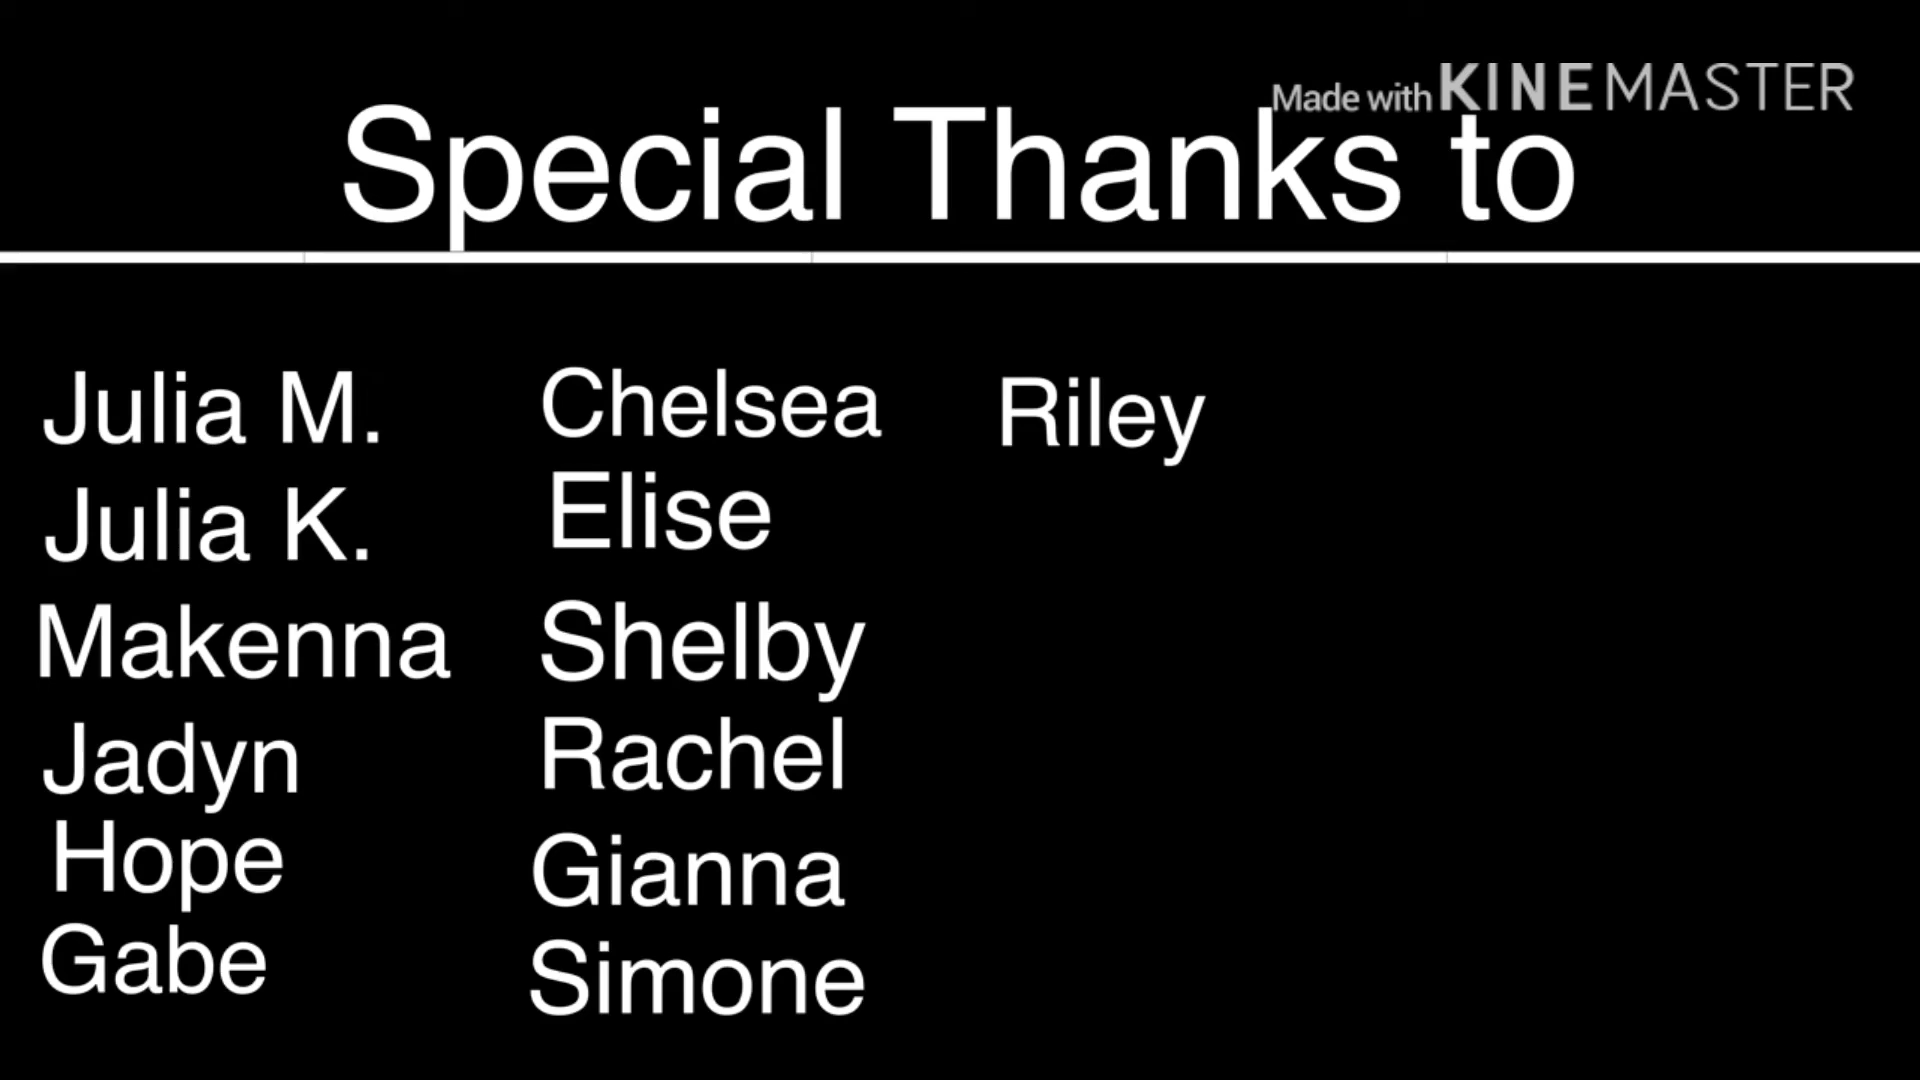 Made with KINEMASTER
Special Thanks to
Julia M.
Julia K.
Makenna
Jadyn
Hope
Gabe
Chelsea
Elise
Shelby
Rachel
Gianna
Simone
Riley